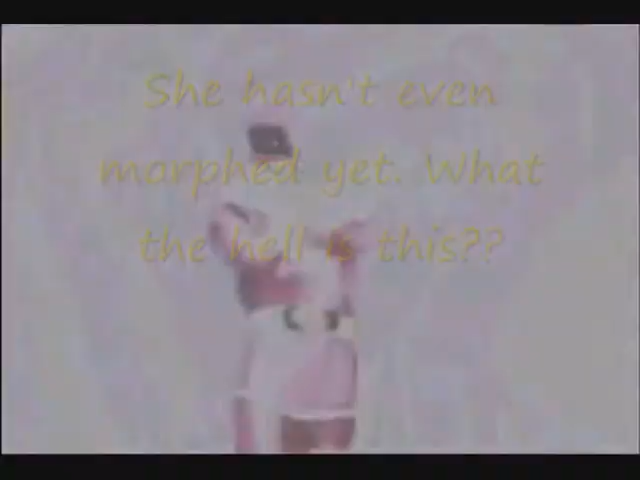 She hasn't even
morphed yet. What
the hell is this??